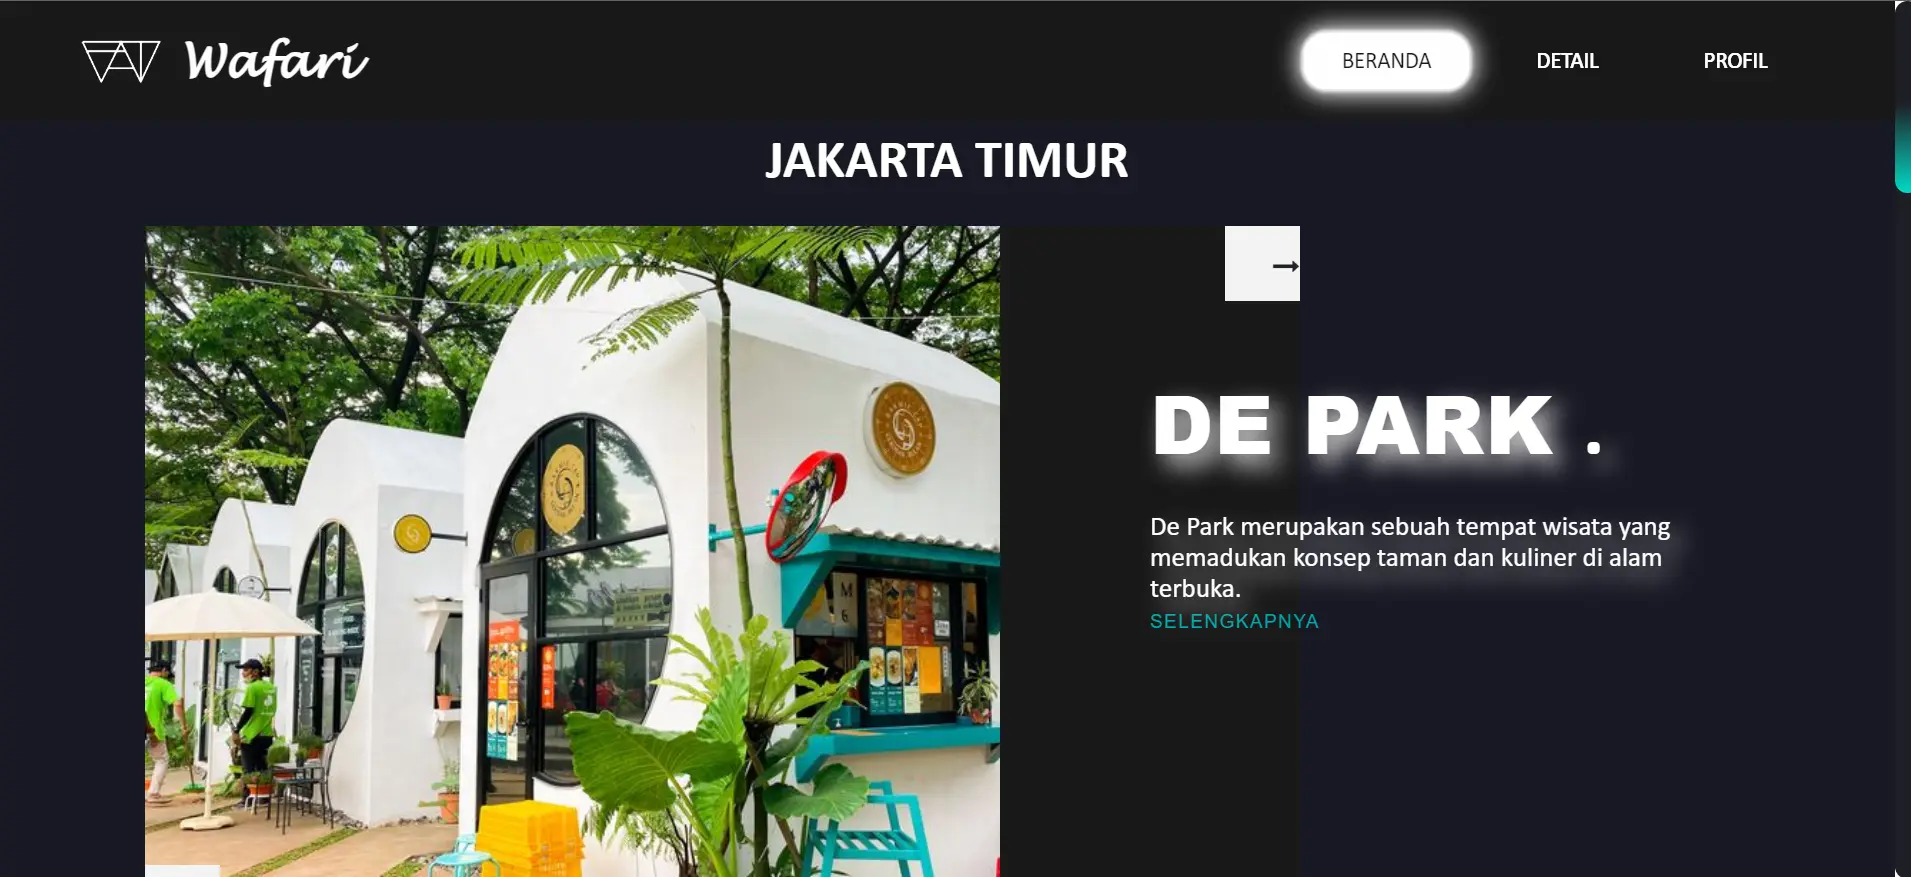 Wafari
BERANDA
DETAIL
PROFIL
JAKARTA TIMUR
DE PARK .
De Park merupakan sebuah tempat wisata yang
memadukan konsep taman dan kuliner di alam
terbuka.
SELENGKAPNYA